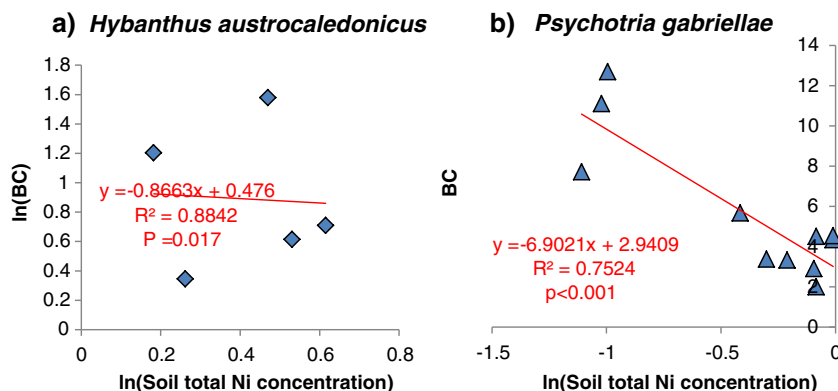 a) Hybanthus austrocaledonicus
1.8
1.6
1.4
1.2
1
0.8
0.6
0.4
0.2
0
ln(BC)
y =-0.8663x + 0.476
R² = 0.8842
P =0.017
0 0.2 0.4 0.6 0.8
ln(Soil total Ni concentration)
b) Psychotria gabriellae
14
12
10
8
6
4
2
0
BC
y =-6.9021x + 2.9409
R² = 0.7524
p<0.001
-1.5 -1 -0.5 0
ln(Soil total Ni concentration)